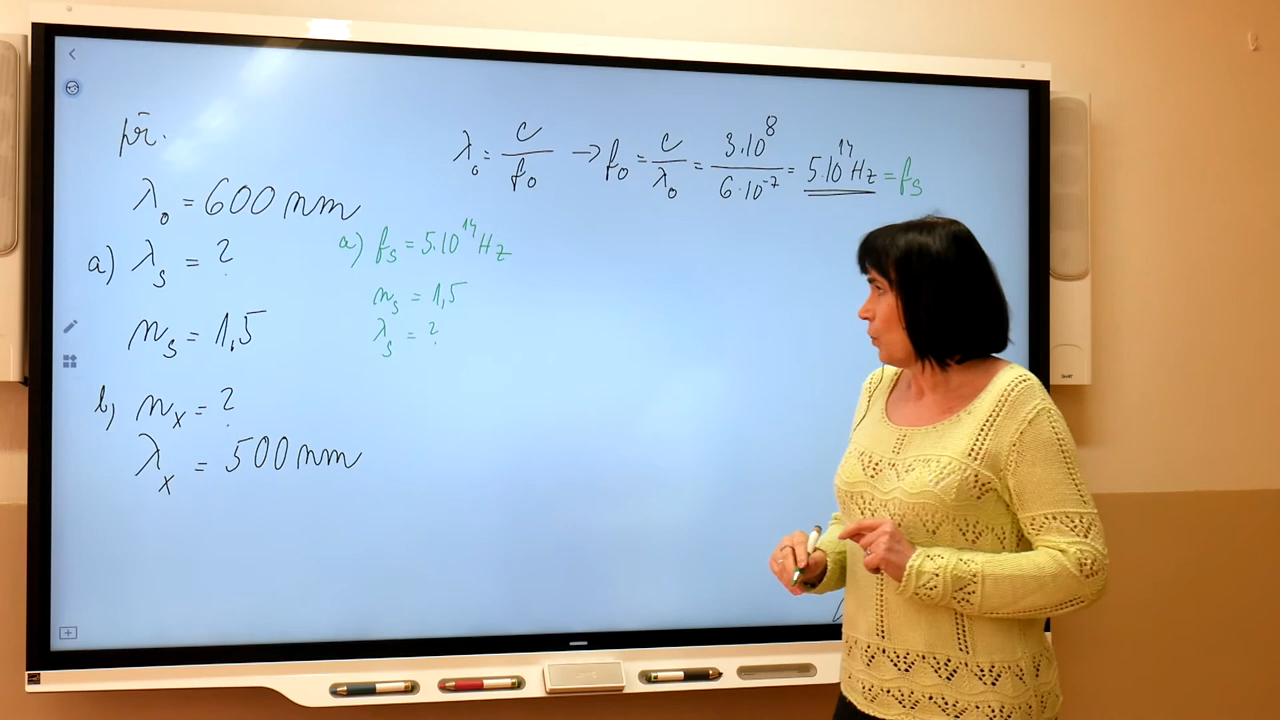 pr̄.
λ₀ = 600 nm
a) λₛ = ?
nₛ = 1,5
b) nₓ = ?
λₓ = 500 nm
λ₀ = c/f₀ → f₀ = c/λ₀ = 3·10⁸/6·10⁻⁷ = 5·10¹⁴ Hz = fₛ
a) fₛ = 5·10¹⁴ Hz
nₛ = 1,5
λₛ = ?